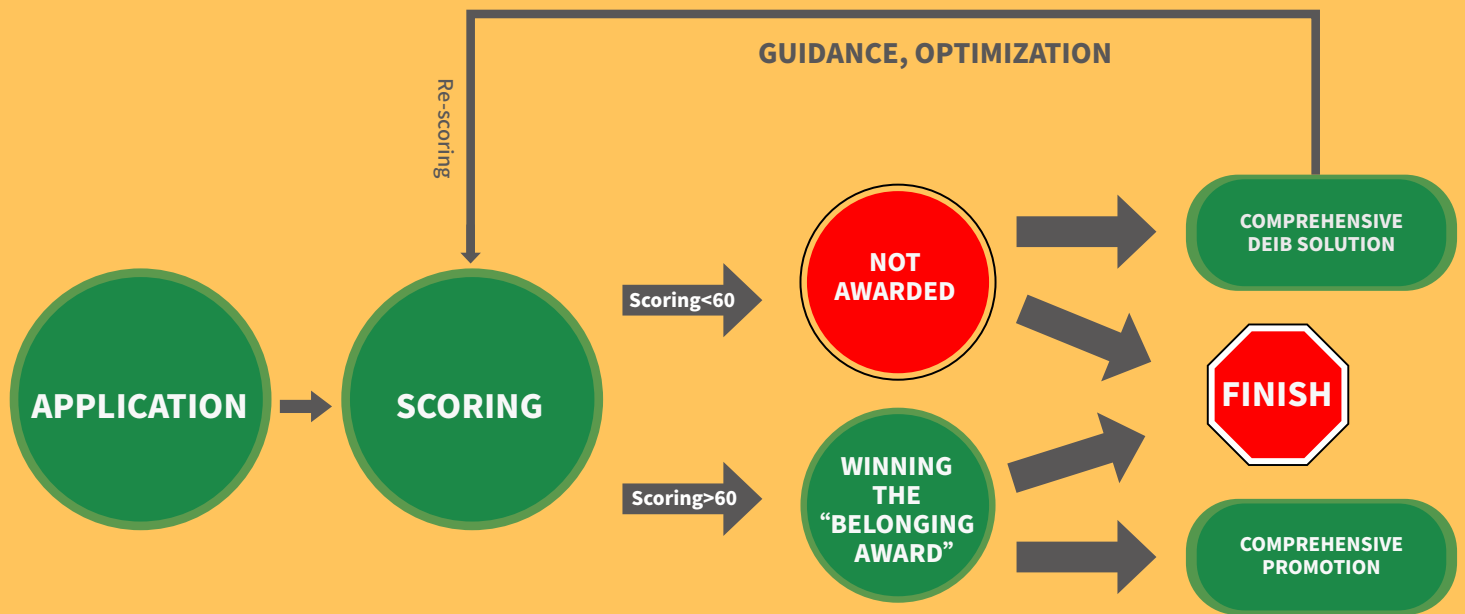 GUIDANCE, OPTIMIZATION
Re-scoring
APPLICATION
SCORING
Scoring<60
NOT
AWARDED
COMPREHENSIVE
DEIB SOLUTION
FINISH
Scoring>60
WINNING
THE
“BELONGING
AWARD”
COMPREHENSIVE
PROMOTION